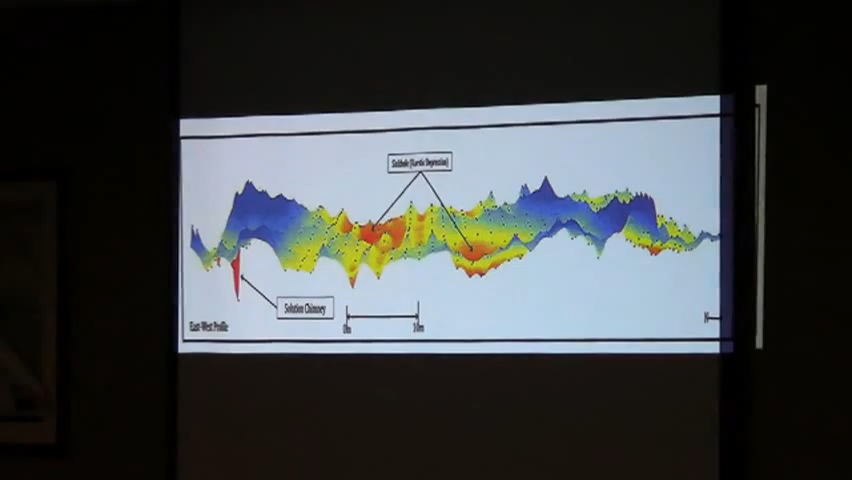 Sinkhole (Karstic Depression)
Solution Chimney
0m
10m
East-West Profile
N